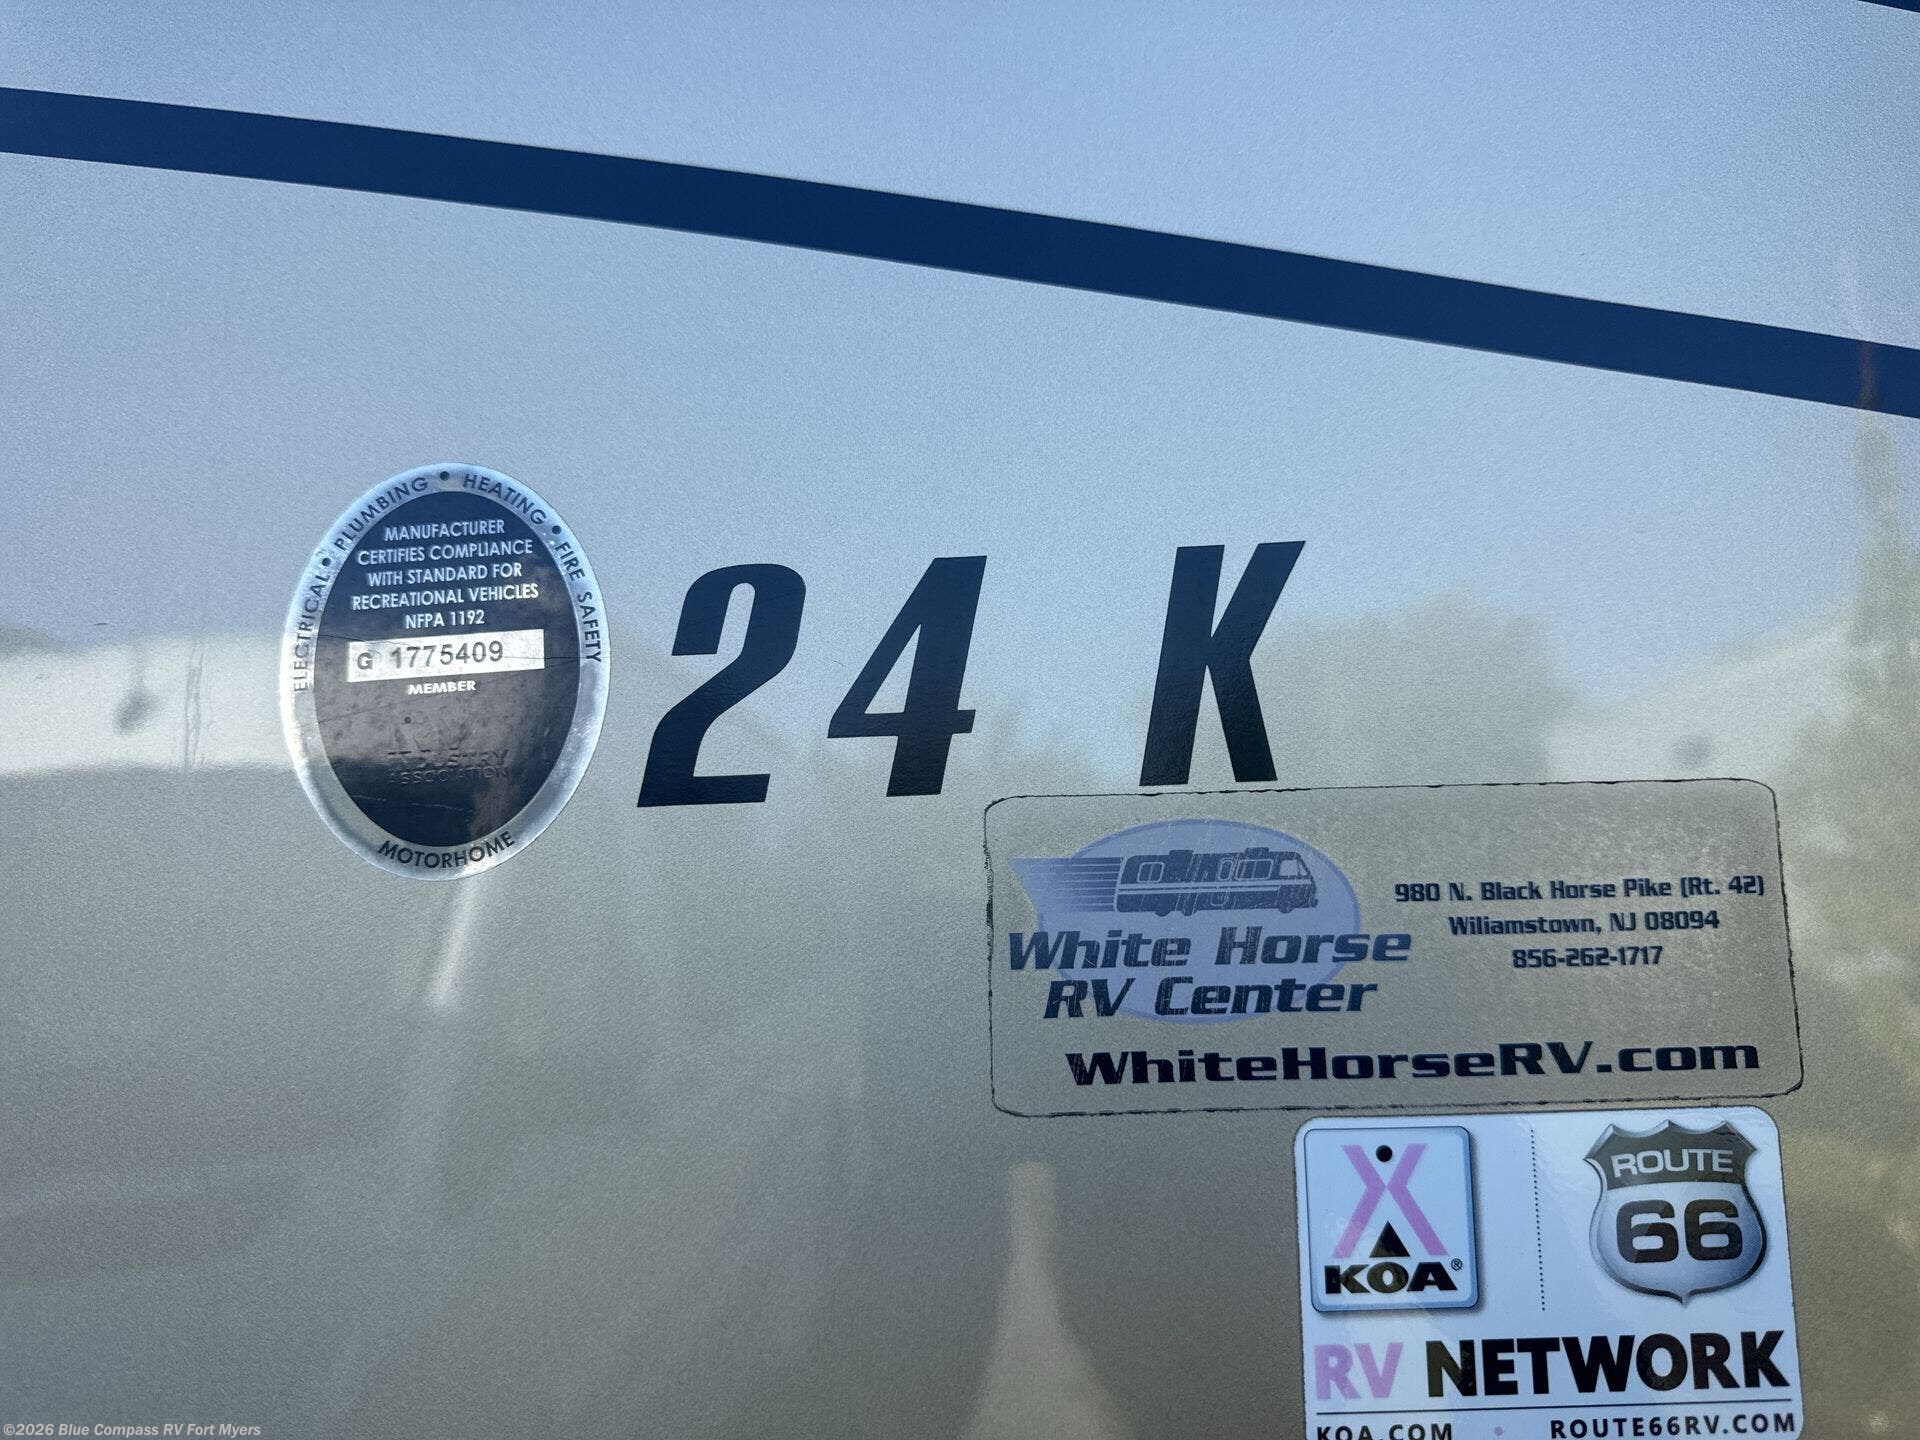 ELECTRICAL • PLUMBING • HEATING • FIRE SAFETY
MANUFACTURER
CERTIFIES COMPLIANCE
WITH STANDARD FOR
RECREATIONAL VEHICLES
NFPA 1192
G 1775409
MEMBER
INDUSTRY
ASSOCIATION
MOTORHOME
24 K
White Horse
RV Center
980 N. Black Horse Pike (Rt. 42)
Wiliamstown, NJ 08094
856-262-1717
WhiteHorseRV.com
KOA®
ROUTE
66
RV NETWORK
KOA.COM • ROUTE66RV.COM
©2026 Blue Compass RV Fort Myers